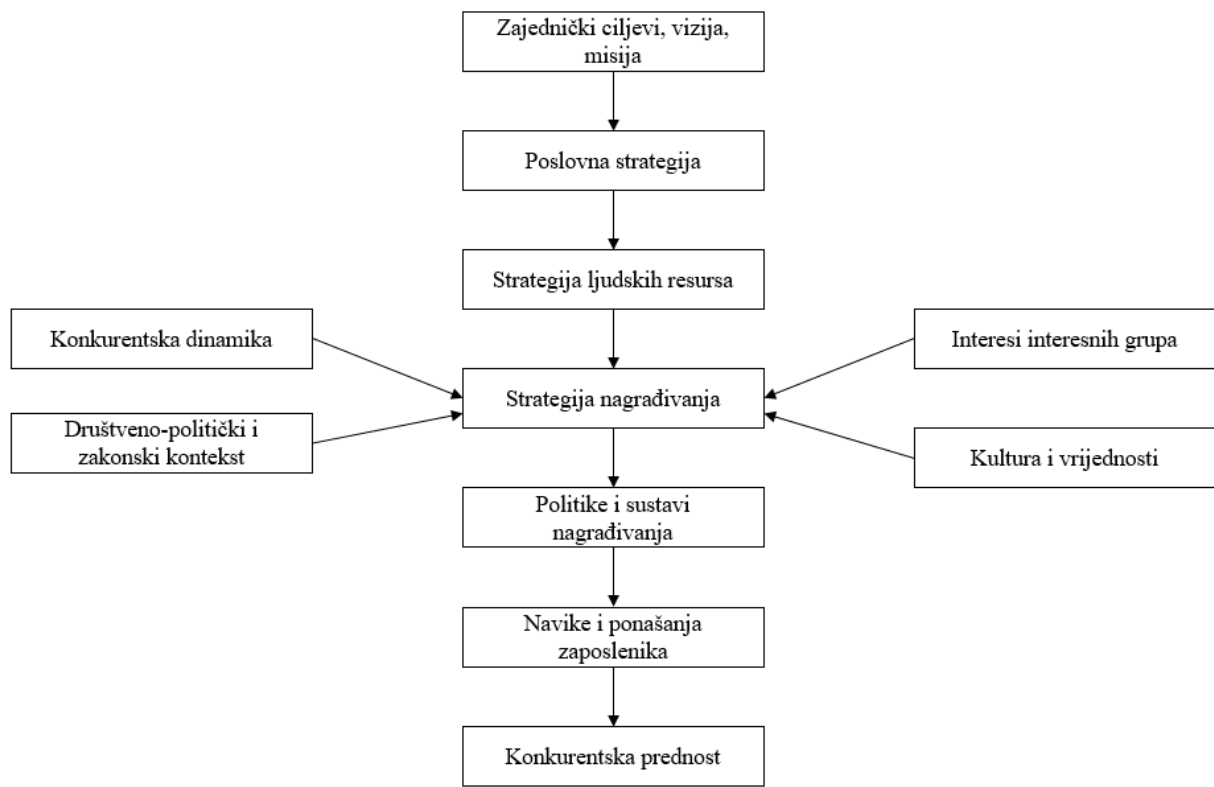 Zajednički ciljevi, vizija,
misija
Poslovna strategija
Strategija ljudskih resursa
Konkurentska dinamika
Interesi interesnih grupa
Strategija nagrađivanja
Društveno-politički i
zakonski kontekst
Kultura i vrijednosti
Politike i sustavi
nagrađivanja
Navike i ponašanja
zaposlenika
Konkurentska prednost